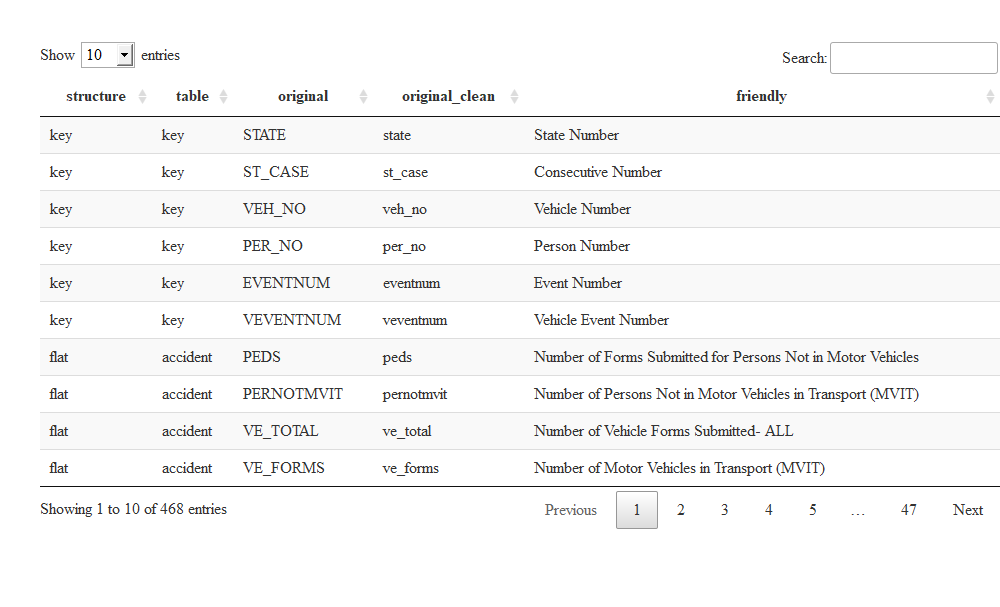 Show 10 entries Search:
structure table original original_clean friendly
key key STATE state State Number
key key ST_CASE st_case Consecutive Number
key key VEH_NO veh_no Vehicle Number
key key PER_NO per_no Person Number
key key EVENTNUM eventnum Event Number
key key VEVENTNUM veventnum Vehicle Event Number
flat accident PEDS peds Number of Forms Submitted for Persons Not in Motor Vehicles
flat accident PERNOTMVIT pernotmvit Number of Persons Not in Motor Vehicles in Transport (MVIT)
flat accident VE_TOTAL ve_total Number of Vehicle Forms Submitted- ALL
flat accident VE_FORMS ve_forms Number of Motor Vehicles in Transport (MVIT)
Showing 1 to 10 of 468 entries Previous 1 2 3 4 5 … 47 Next